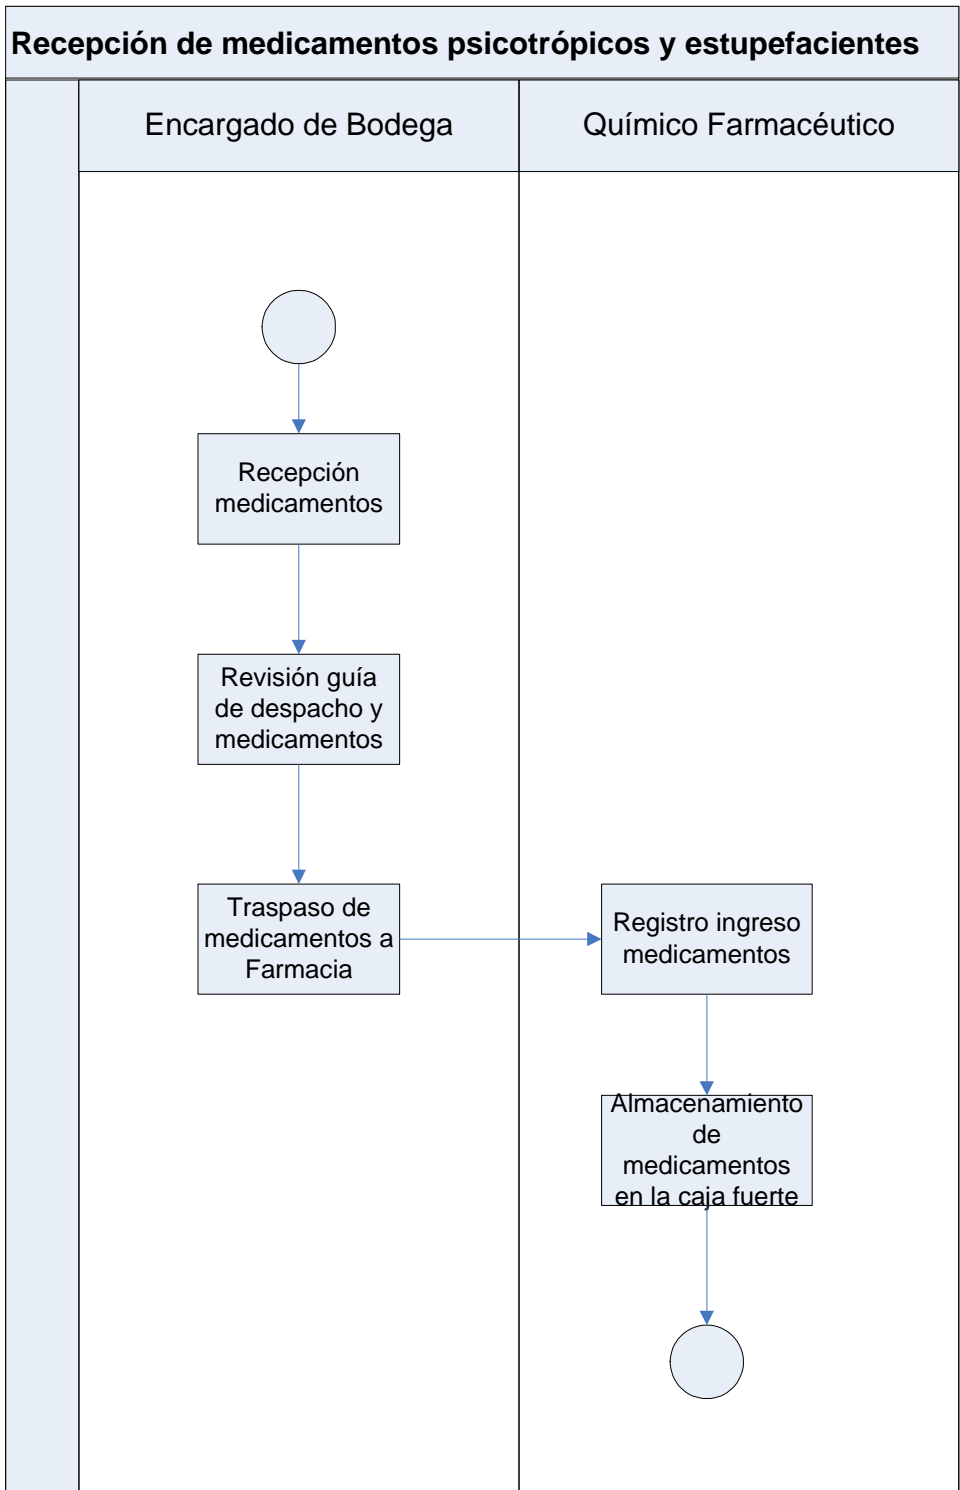 Recepción de medicamentos psicotrópicos y estupefacientes
Encargado de Bodega
Químico Farmacéutico
Recepción
medicamentos
Revisión guía
de despacho y
medicamentos
Traspaso de
medicamentos a
Farmacia
Registro ingreso
medicamentos
Almacenamiento
de
medicamentos
en la caja fuerte